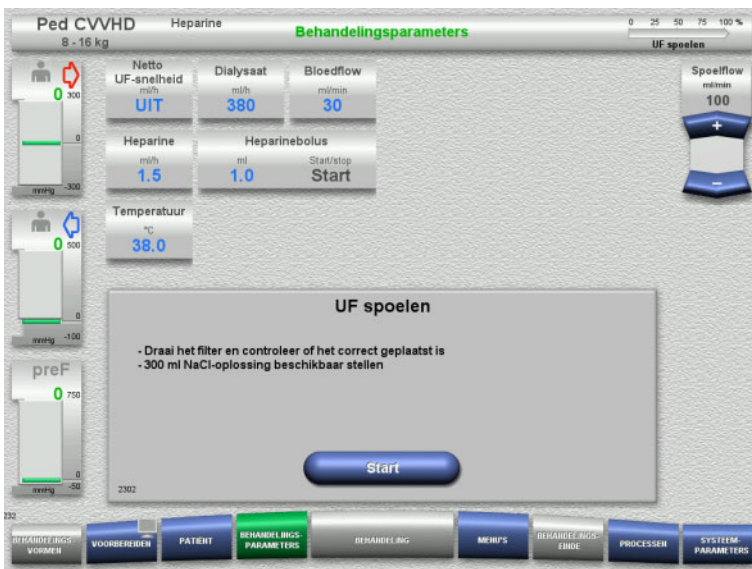 Ped CVVHD
8 - 16 kg
Heparine
Behandelingsparameters
0 25 50 75 100 %
UF spoelen
0 300
0
mmHg -300
Netto
UF-snelheid
ml/h
UIT
Dialysaat
ml/h
380
Bloedflow
ml/min
30
Spoelflow
ml/min
100
+
−
Heparine
ml/h
1.5
Heparinebolus
ml
1.0
Start/stop
Start
0 500
0
mmHg -100
Temperatuur
°C
38.0
preF
0 750
0
mmHg -50
UF spoelen
- Draai het filter en controleer of het correct geplaatst is
- 300 ml NaCl-oplossing beschikbaar stellen
Start
2302
232
BEHANDELINGS-
VORMEN
VOORBEREIDEN
PATIËNT
BEHANDELINGS-
PARAMETERS
BEHANDELING
MENU'S
BEHANDELINGS-
EINDE
PROCESSEN
SYSTEEM-
PARAMETERS